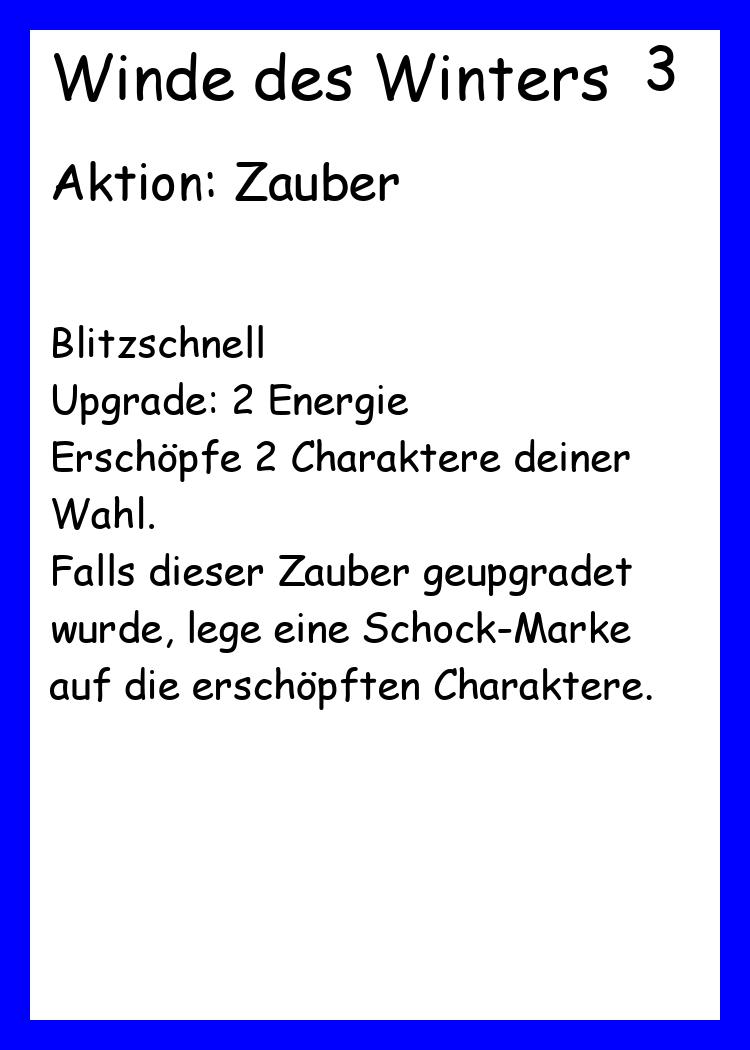 Winde des Winters 3
Aktion: Zauber
Blitzschnell
Upgrade: 2 Energie
Erschöpfe 2 Charaktere deiner
Wahl.
Falls dieser Zauber geupgradet
wurde, lege eine Schock-Marke
auf die erschöpften Charaktere.